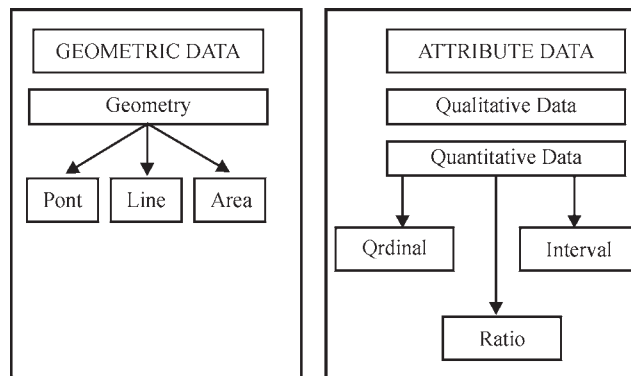 GEOMETRIC DATA
Geometry
Pont
Line
Area
ATTRIBUTE DATA
Qualitative Data
Quantitative Data
Qrdinal
Interval
Ratio